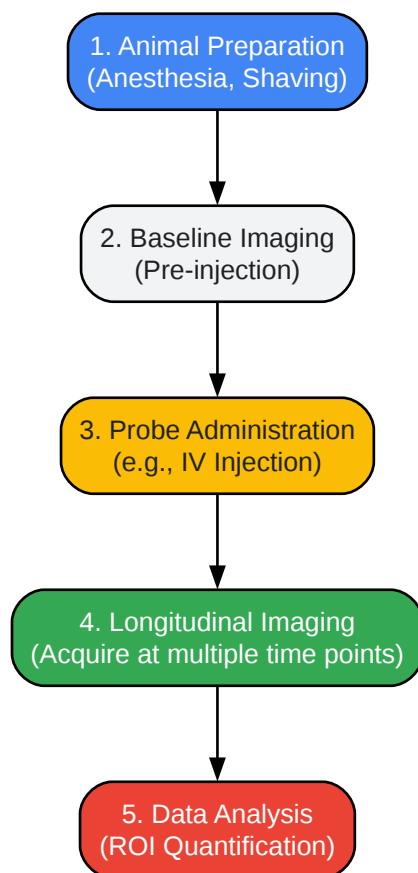 1. Animal Preparation
(Anesthesia, Shaving)
2. Baseline Imaging
(Pre-injection)
3. Probe Administration
(e.g., IV Injection)
4. Longitudinal Imaging
(Acquire at multiple time points)
5. Data Analysis
(ROI Quantification)